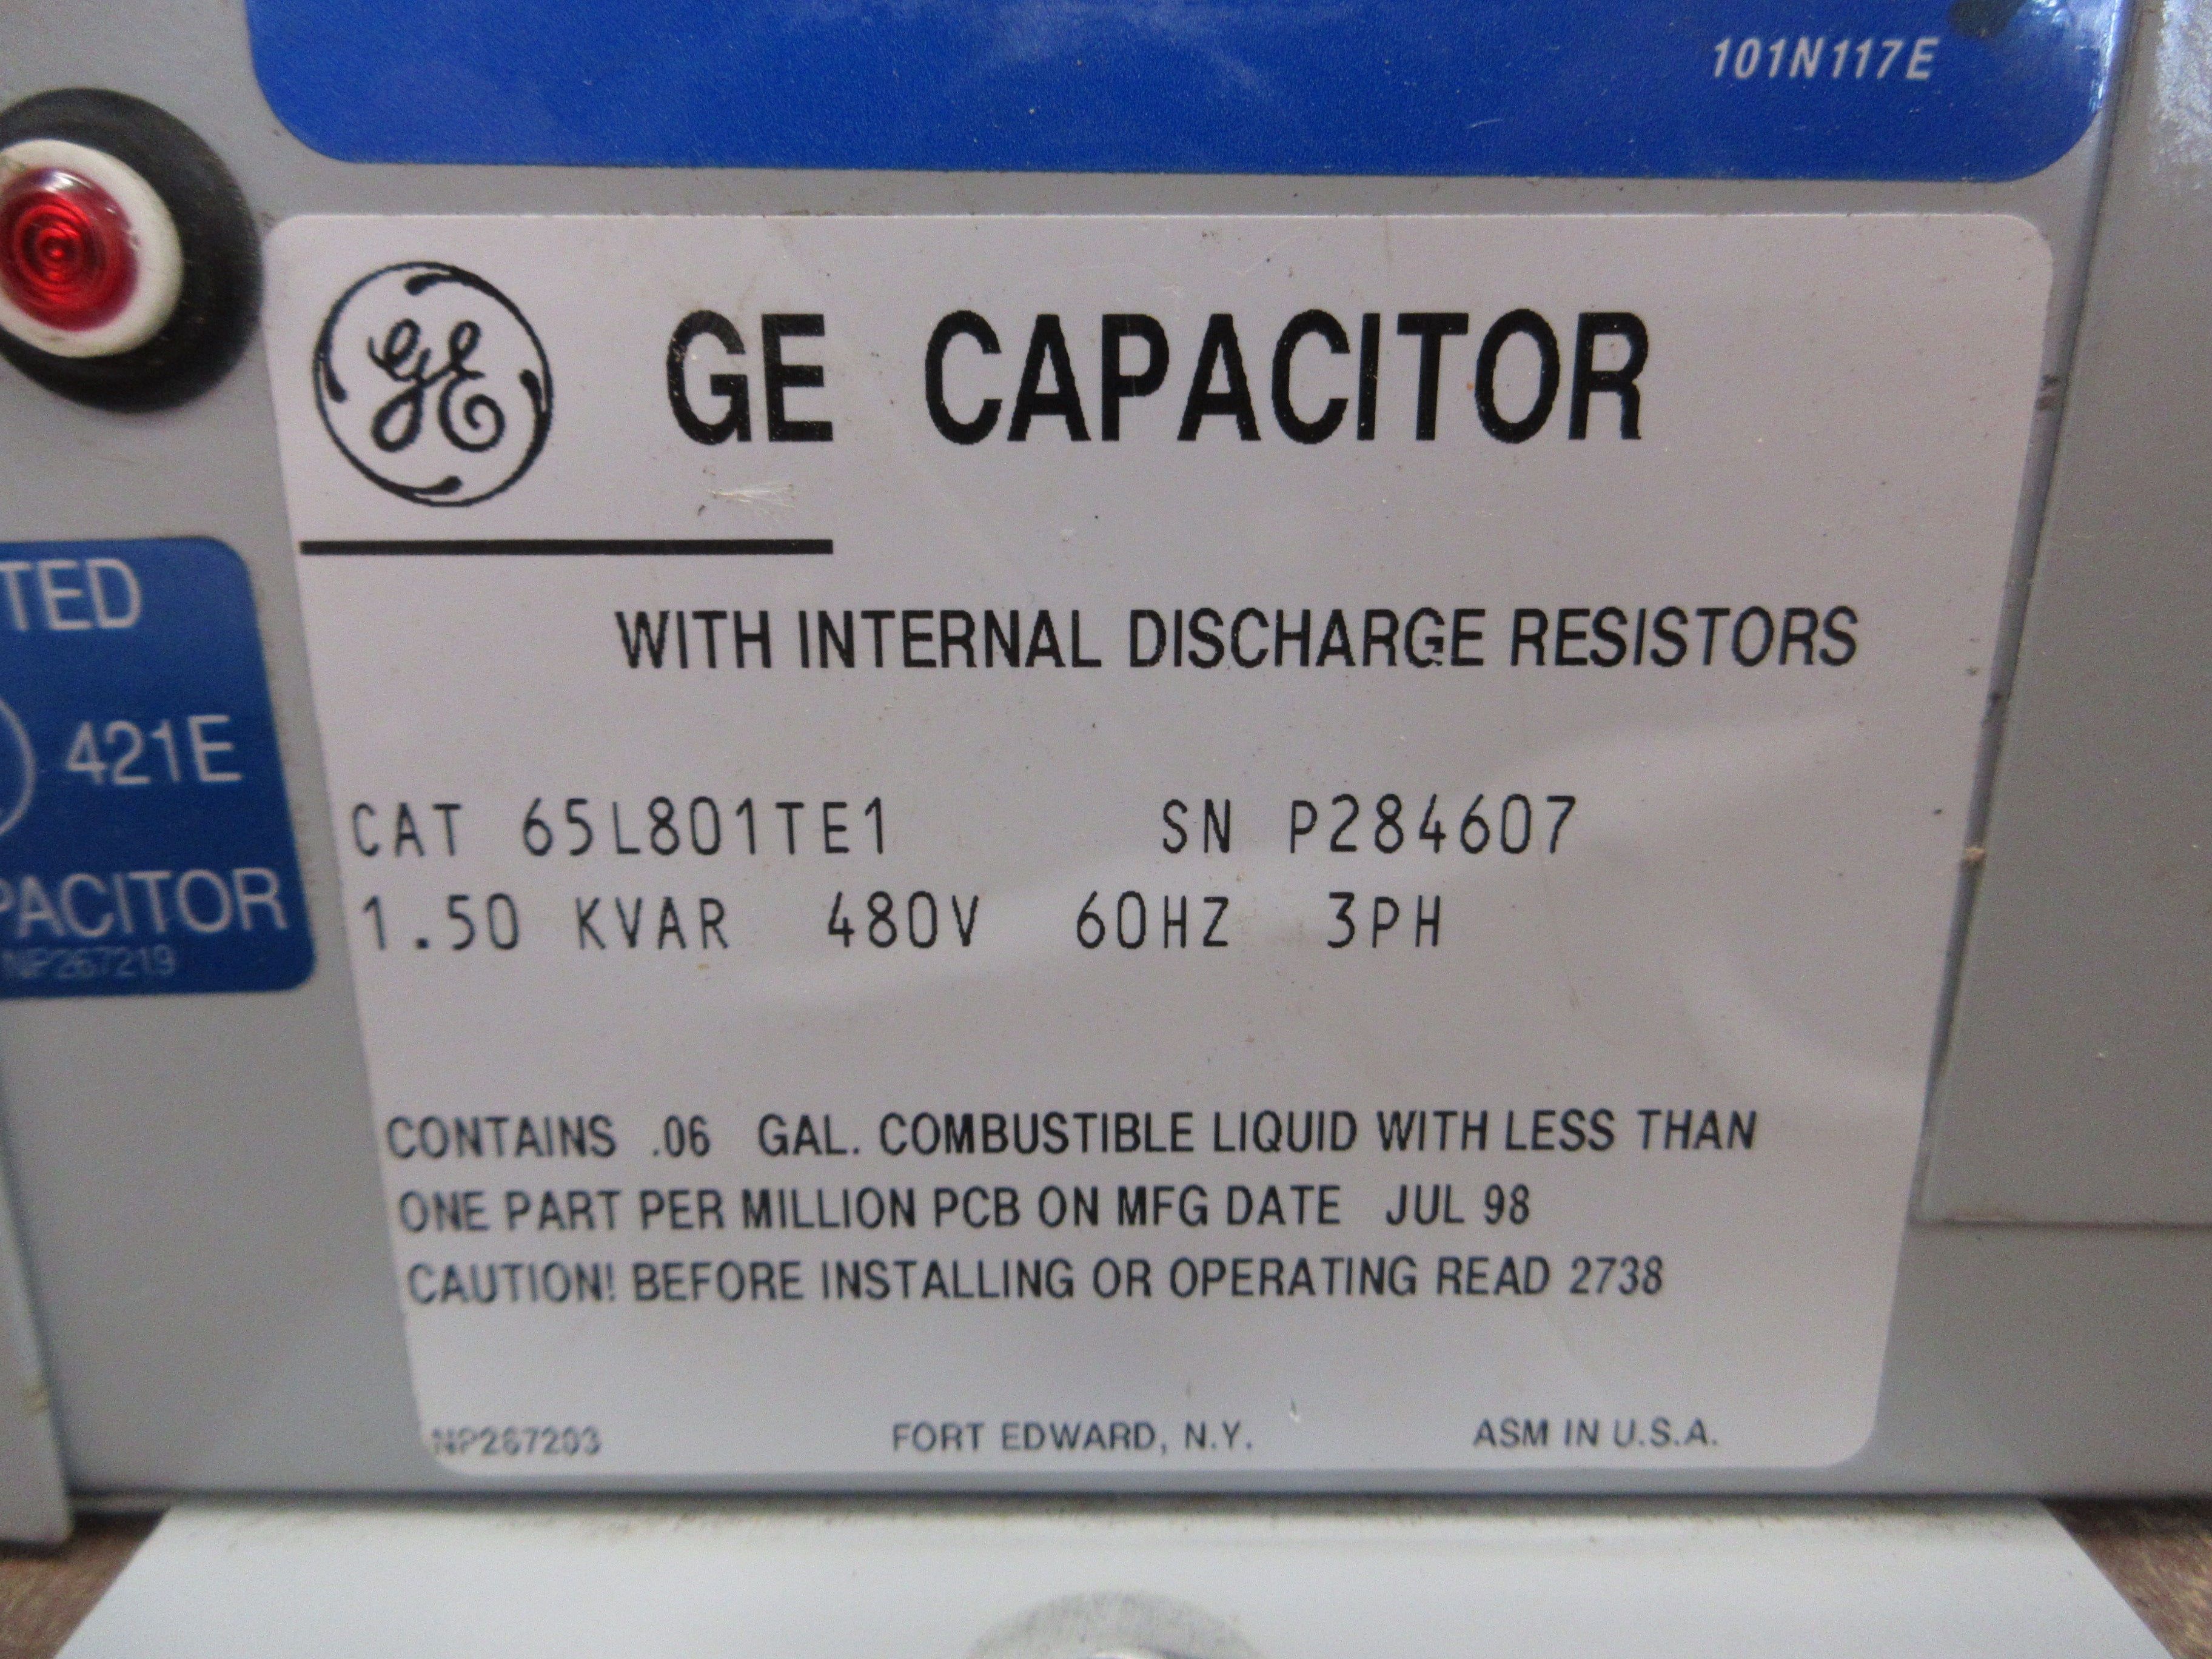 101N117E
GE GE CAPACITOR
WITH INTERNAL DISCHARGE RESISTORS
TED
421E
PACITOR
NP267219
CAT 65L801TE1 SN P284607
1.50 KVAR 480V 60HZ 3PH
CONTAINS .06 GAL. COMBUSTIBLE LIQUID WITH LESS THAN
ONE PART PER MILLION PCB ON MFG DATE JUL 98
CAUTION! BEFORE INSTALLING OR OPERATING READ 2738
NP267203 FORT EDWARD, N.Y. ASM IN U.S.A.